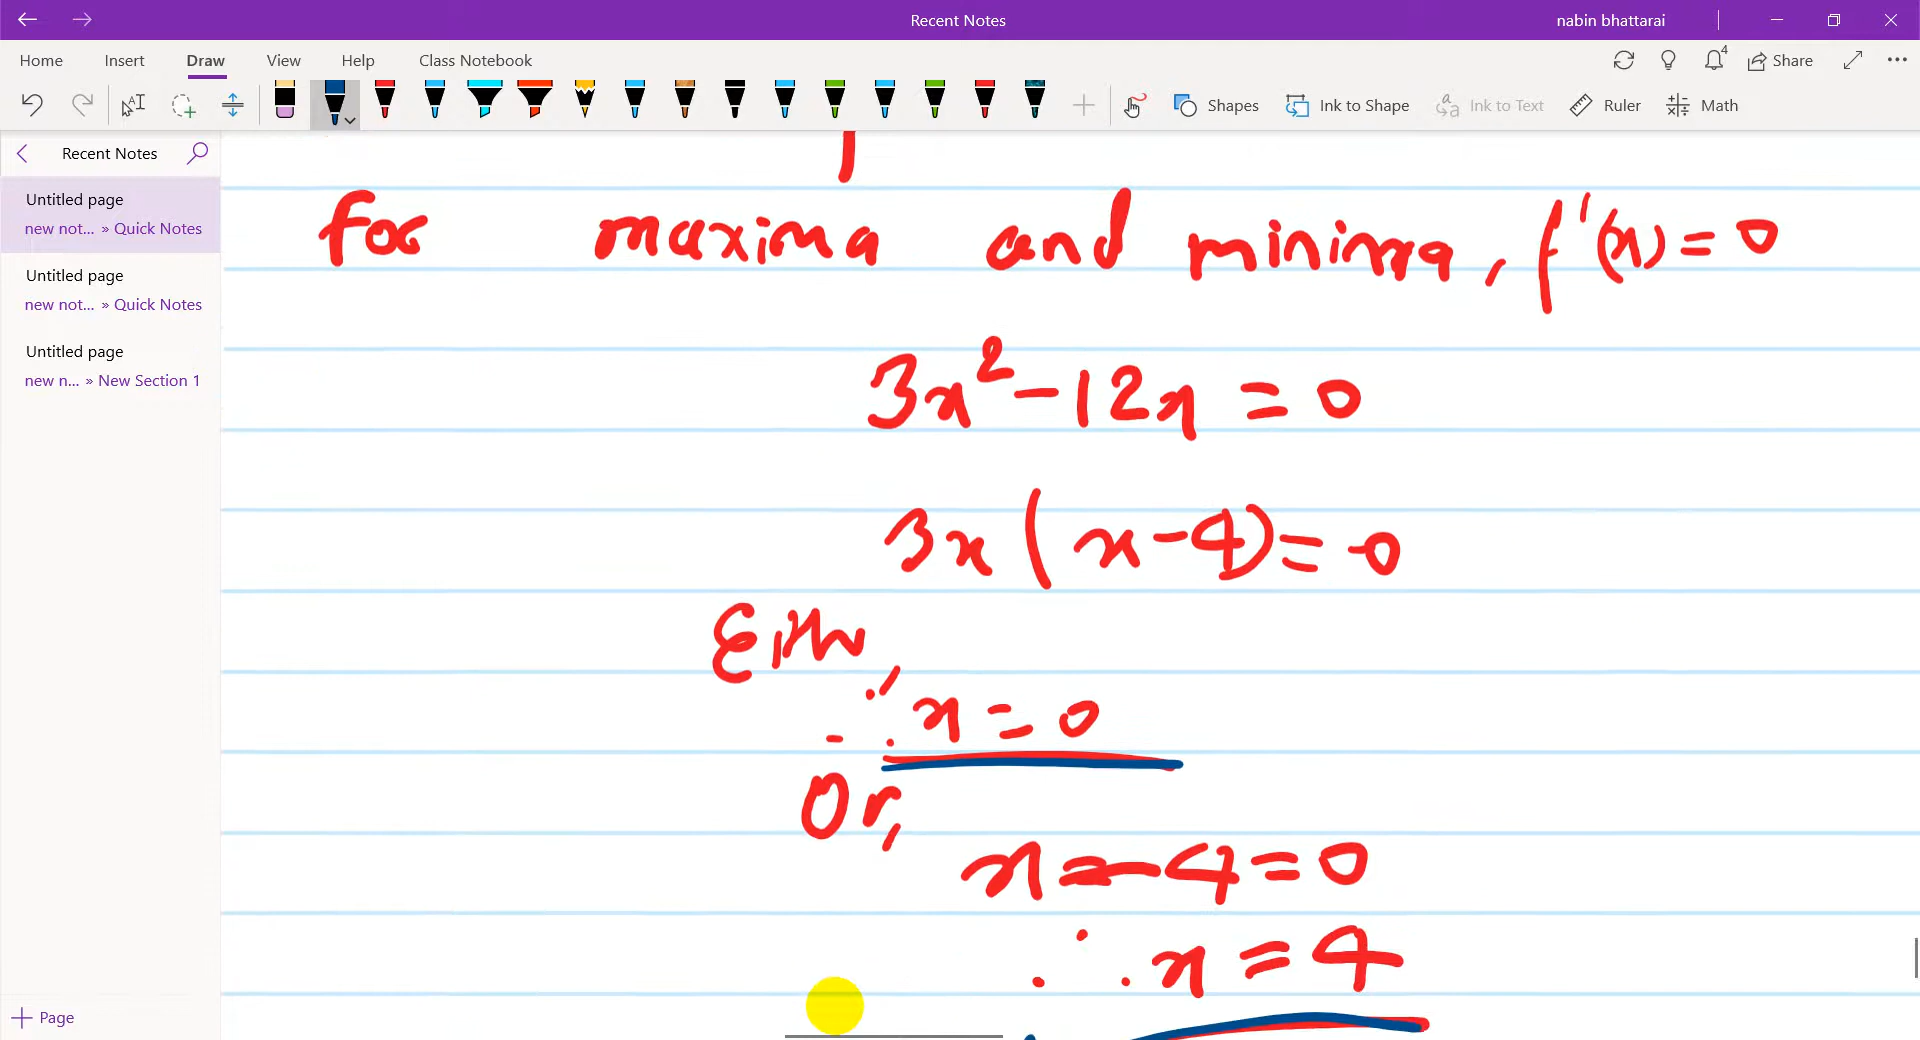 Recent Notes
nabin bhattarai
Home Insert Draw View Help Class Notebook
4
Share
Shapes Ink to Shape Ink to Text Ruler Math
Recent Notes
Untitled page
new not... » Quick Notes
Untitled page
new not... » Quick Notes
Untitled page
new n... » New Section 1
Page
for maxima and minima, f'(x) = 0
3x² - 12x = 0
3x(x-4) = 0
Either,
∴ x = 0
Or,
x - 4 = 0
∴ x = 4